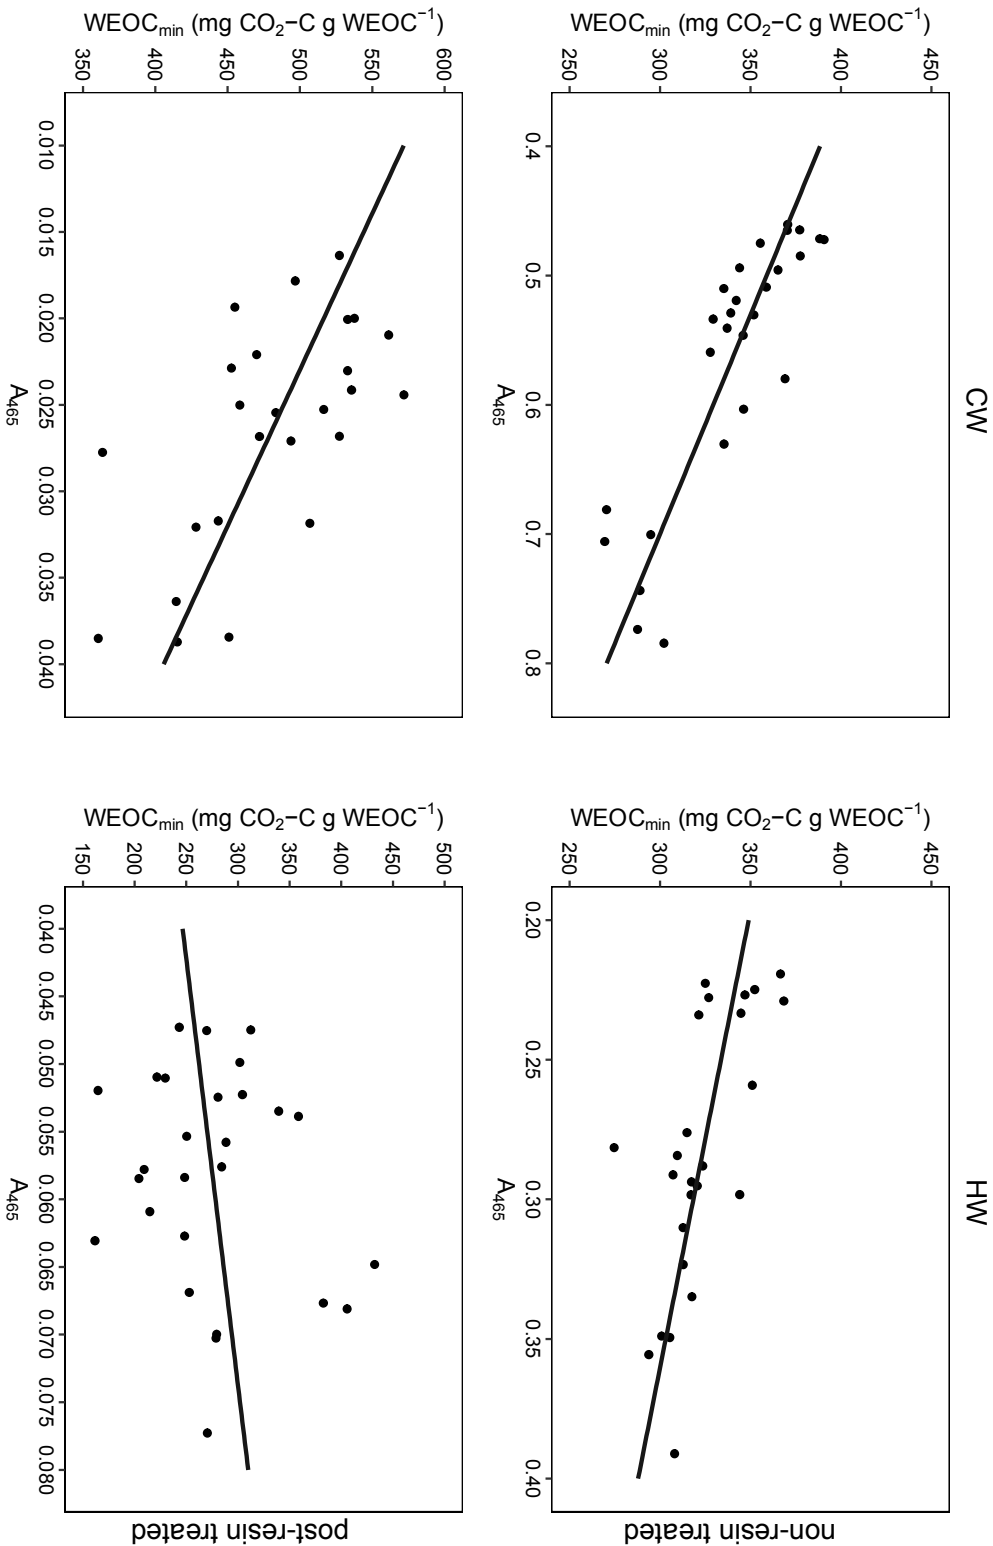 CW
HW
WEOCmin (mg CO2−C g WEOC−1)
450
400
350
300
250
0.4 0.5 0.6 0.7 0.8
A465
WEOCmin (mg CO2−C g WEOC−1)
450
400
350
300
250
0.20 0.25 0.30 0.35 0.40
A465
non-resin treated
WEOCmin (mg CO2−C g WEOC−1)
600
550
500
450
400
350
0.010 0.015 0.020 0.025 0.030 0.035 0.040
A465
WEOCmin (mg CO2−C g WEOC−1)
500
450
400
350
300
250
200
150
0.040 0.045 0.050 0.055 0.060 0.065 0.070 0.075 0.080
A465
post-resin treated